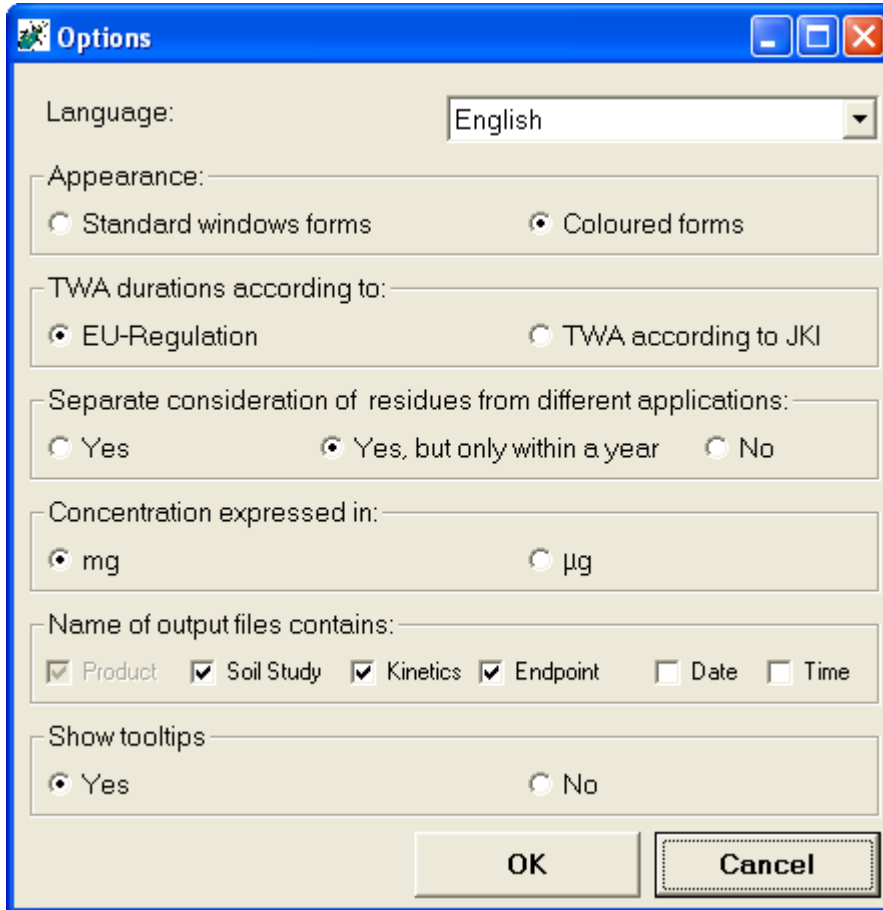 Options
Language: English
Appearance:
Standard windows forms Coloured forms
TWA durations according to:
EU-Regulation TWA according to JKI
Separate consideration of residues from different applications:
Yes Yes, but only within a year No
Concentration expressed in:
mg µg
Name of output files contains:
Product Soil Study Kinetics Endpoint Date Time
Show tooltips
Yes No
OK Cancel